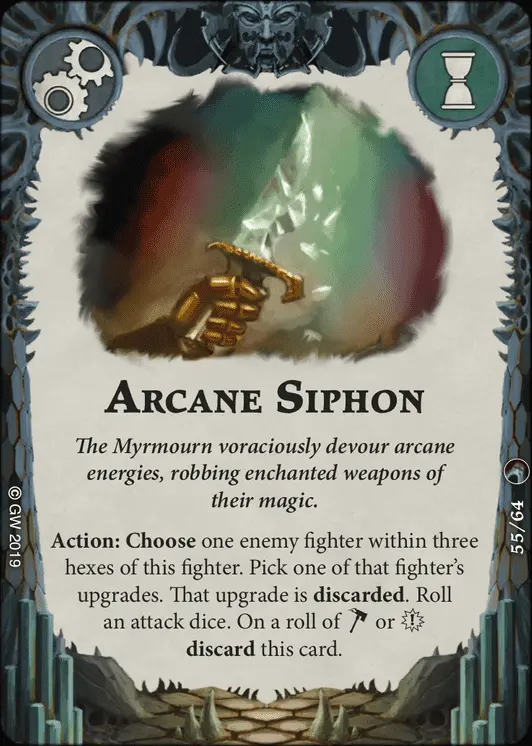 Arcane Siphon
The Myrmourn voraciously devour arcane
energies, robbing enchanted weapons of
their magic.
Action: Choose one enemy fighter within three
hexes of this fighter. Pick one of that fighter's
upgrades. That upgrade is discarded. Roll
an attack dice. On a roll of or
discard this card.
© GW 2019
55/64